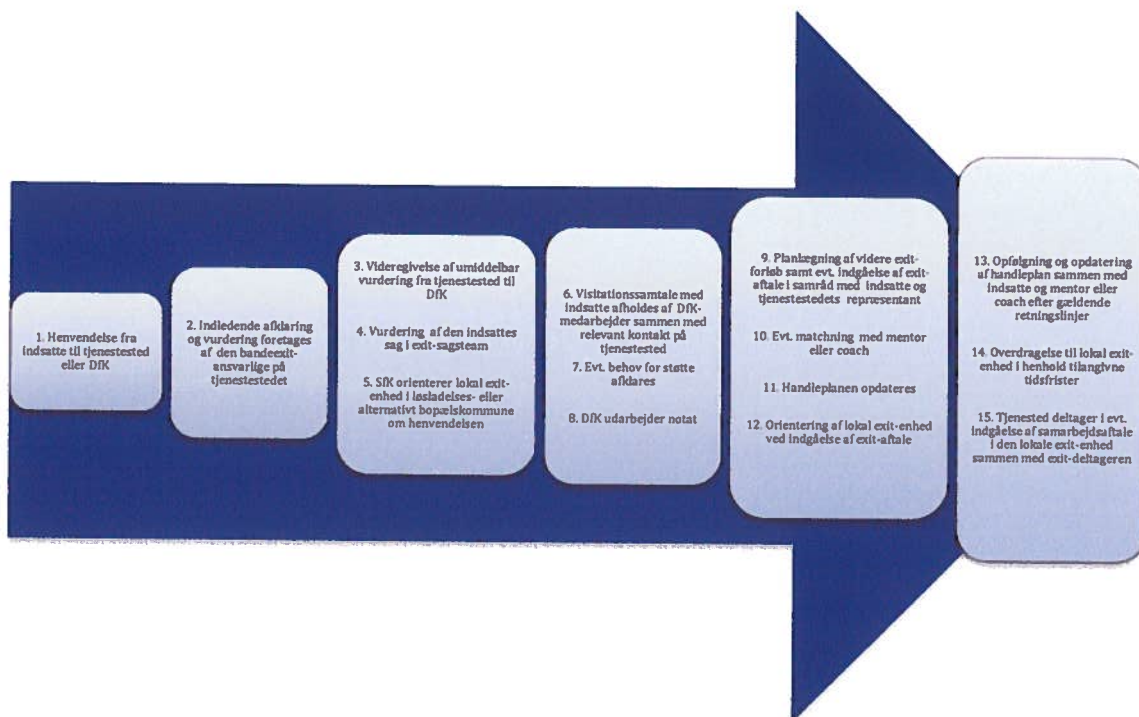 1. Henvendelse fra
indsatte til tjenestested
eller DfK
2. Indledende afklaring
og vurdering foretages
af den bandeexit-
ansvarlige på
tjenestestedet
3. Videregivelse af umiddelbar
vurdering fra tjenestested til
DfK
4. Vurdering af den indsattes
sag i exit-sagsteam
5. SfK orienterer lokal exit-
enhed i løsladelses- eller
alternativt bopælskommune
om henvendelsen
6. Visitationssamtale med
indsatte afholdes af DfK-
medarbejder sammen med
relevant kontakt på
tjenestested
7. Evt. behov for støtte
afklares
8. DfK udarbejder notat
9. Planlægning af videre exit-
forløb samt evt. indgåelse af exit-
aftale i samråd med indsatte og
tjenestestedets repræsentant
10. Evt. matchning med mentor
eller coach
11. Handleplanen opdateres
12. Orientering af lokal exit-enhed
ved indgåelse af exit-aftale
13. Opfølgning og opdatering
af handleplan sammen med
indsatte og mentor eller
coach efter gældende
retningslinjer
14. Overdragelse til lokal exit-
enhed i henhold til angivne
tidsfrister
15. Tjenested deltager i evt.
indgåelse af samarbejdsaftale
i den lokale exit-enhed
sammen med exit-deltageren